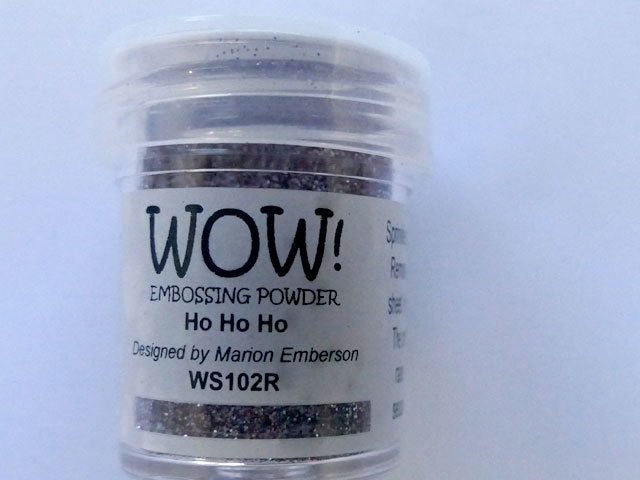 WOW!
EMBOSSING POWDER
Ho Ho Ho
Designed by Marion Emberson
WS102R